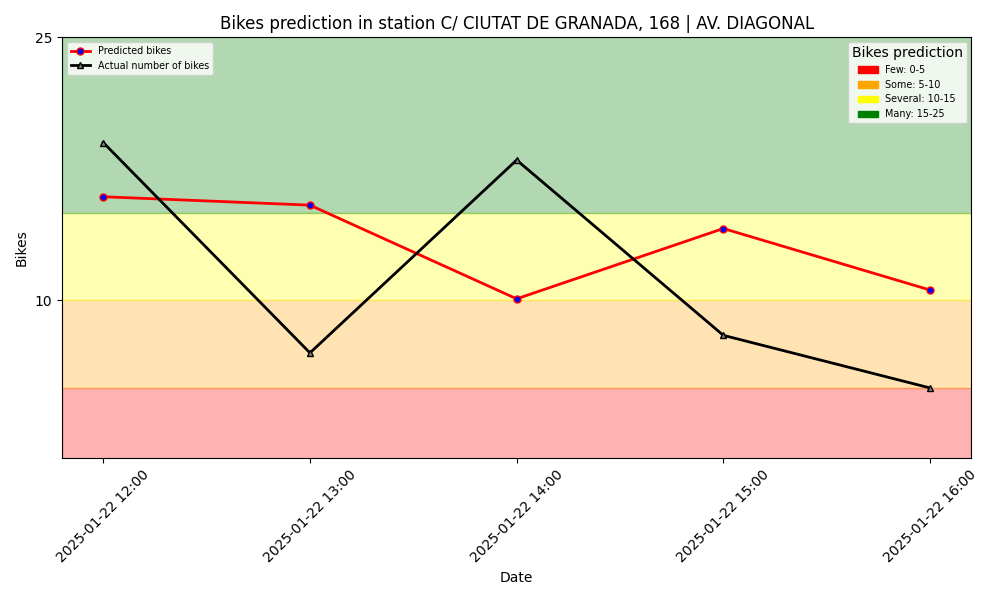 Bikes prediction in station C/ CIUTAT DE GRANADA, 168 | AV. DIAGONAL
25
Predicted bikes
Actual number of bikes
Bikes prediction
Few: 0-5
Some: 5-10
Several: 10-15
Many: 15-25
Bikes
10
2025-01-22 12:00
2025-01-22 13:00
2025-01-22 14:00
2025-01-22 15:00
2025-01-22 16:00
Date